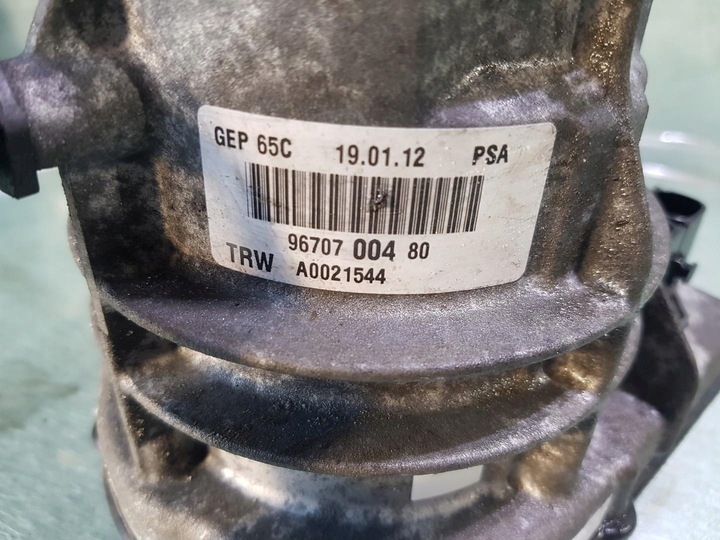 GEP 65C 19.01.12 PSA
96707 004 80
TRW A0021544